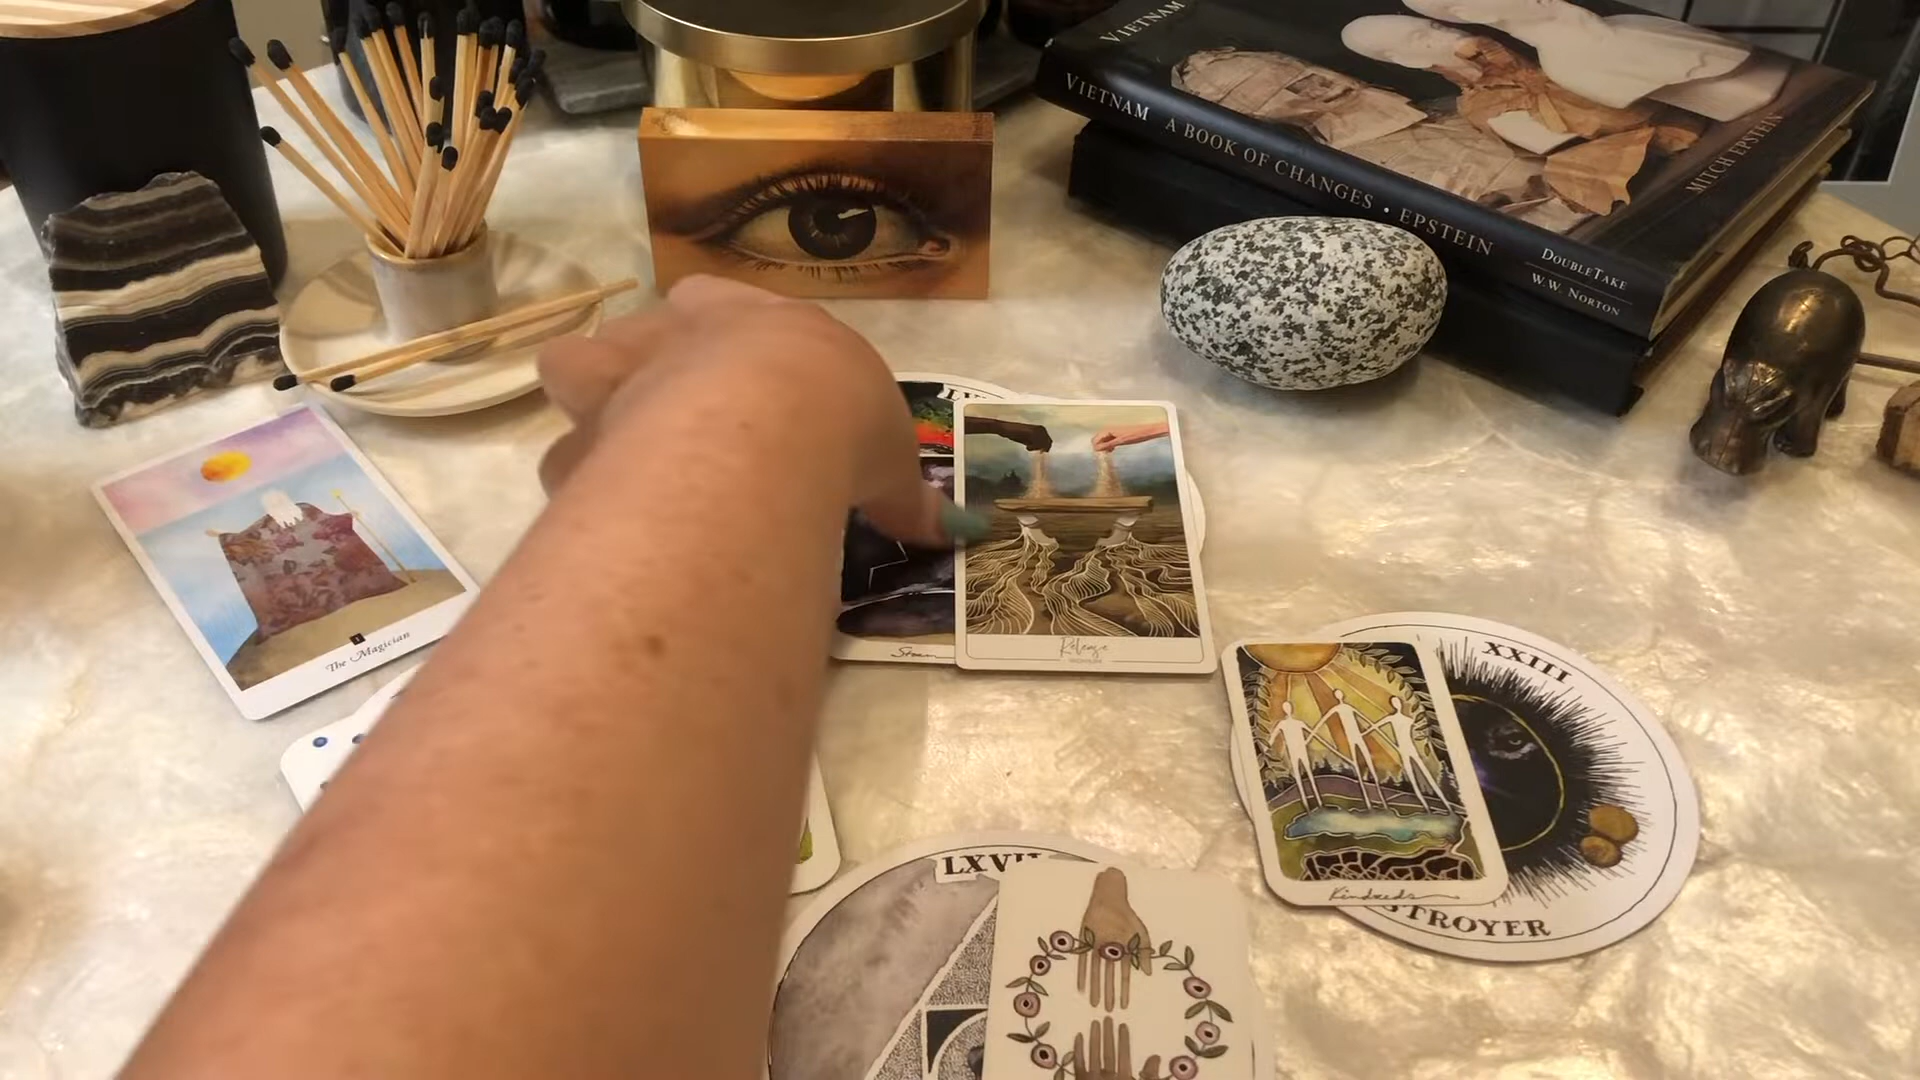 VIETNAM
VIETNAM A BOOK OF CHANGES • EPSTEIN
DOUBLETAKE
W.W. NORTON
MITCH EPSTEIN
I
The Magician
Release
XXIII
Kindreds
STROYER
LXVII